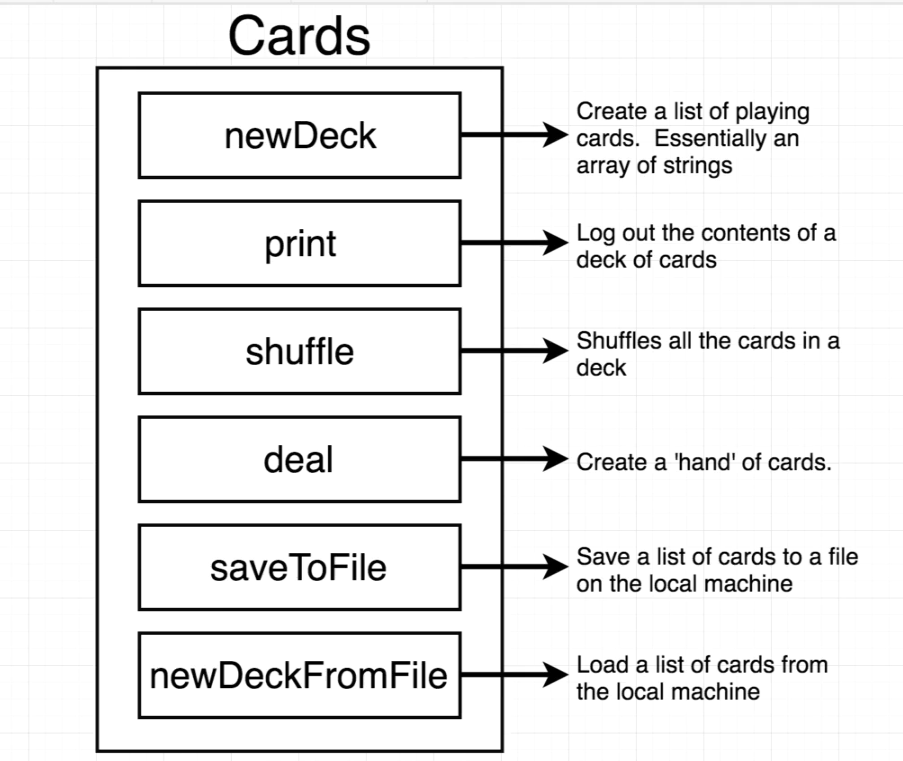 Cards
newDeck
Create a list of playing
cards.  Essentially an
array of strings
print
Log out the contents of a
deck of cards
shuffle
Shuffles all the cards in a
deck
deal
Create a 'hand' of cards.
saveToFile
Save a list of cards to a file
on the local machine
newDeckFromFile
Load a list of cards from
the local machine